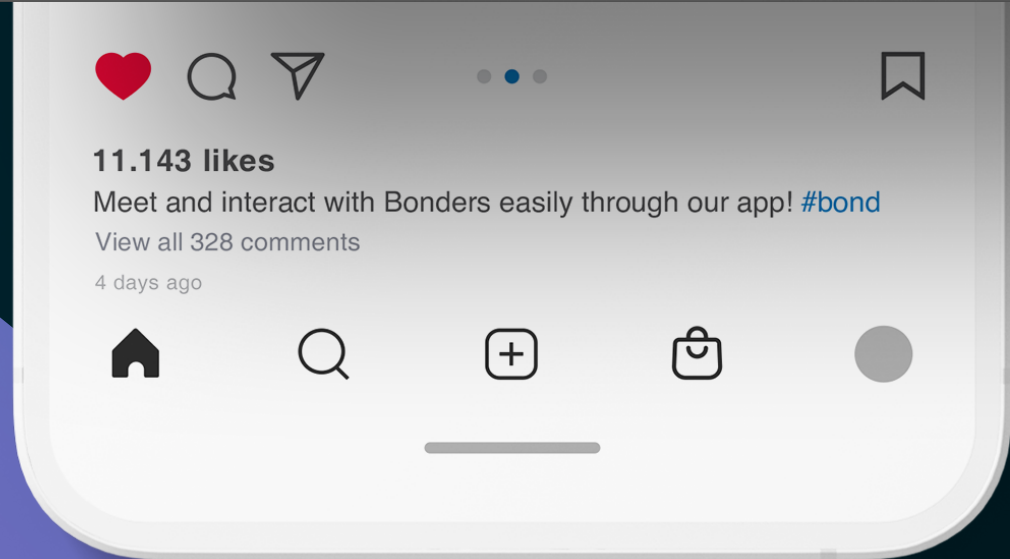 11.143 likes
Meet and interact with Bonders easily through our app! #bond
View all 328 comments
4 days ago